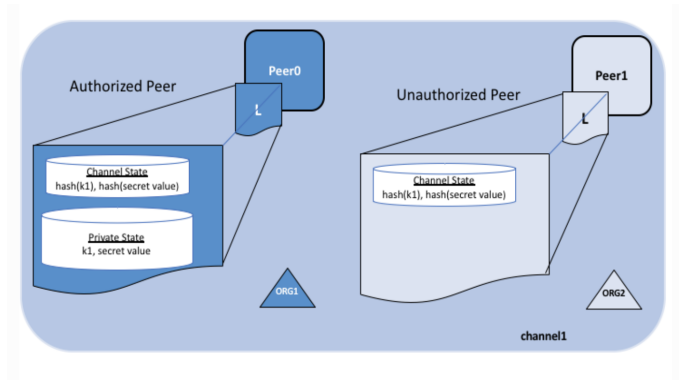 Peer0
Authorized Peer
L
Channel State
hash(k1), hash(secret value)
Private State
k1, secret value
ORG1
Peer1
Unauthorized Peer
L
Channel State
hash(k1), hash(secret value)
ORG2
channel1